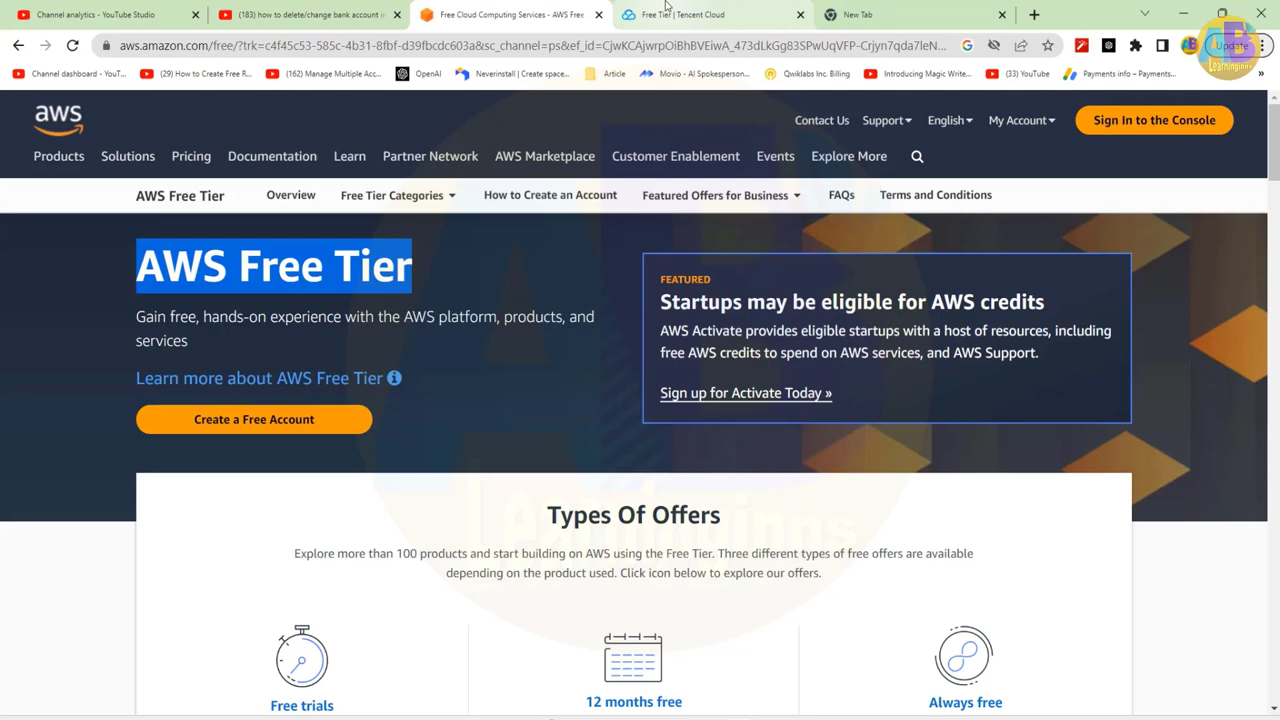 Channel analytics - YouTube Studio
(183) how to delete/change bank account in
Free Cloud Computing Services - AWS Free
Free Tier | Tencent Cloud
New Tab
aws.amazon.com/free/?trk=c4f45c53-585c-4b31-
Update
Channel dashboard - YouT...
(29) How to Create Free R...
(162) Manage Multiple Acc...
OpenAI
Neverinstall | Create space...
Article
Movio - AI Spokesperson...
Qwiklabs Inc. Billing
Introducing Magic Write...
(33) YouTube
Payments info – Payments...
»
AB
Learninginns
aws
Contact Us
Support
English
My Account
Sign In to the Console
Products
Solutions
Pricing
Documentation
Learn
Partner Network
AWS Marketplace
Customer Enablement
Events
Explore More
AWS Free Tier
Overview
Free Tier Categories
How to Create an Account
Featured Offers for Business
FAQs
Terms and Conditions
AWS Free Tier
Gain free, hands-on experience with the AWS platform, products, and
services
Learn more about AWS Free Tier
Create a Free Account
FEATURED
Startups may be eligible for AWS credits
AWS Activate provides eligible startups with a host of resources, including
free AWS credits to spend on AWS services, and AWS Support.
Sign up for Activate Today »
Types Of Offers
Explore more than 100 products and start building on AWS using the Free Tier. Three different types of free offers are available
depending on the product used. Click icon below to explore our offers.
Free trials
12 months free
Always free